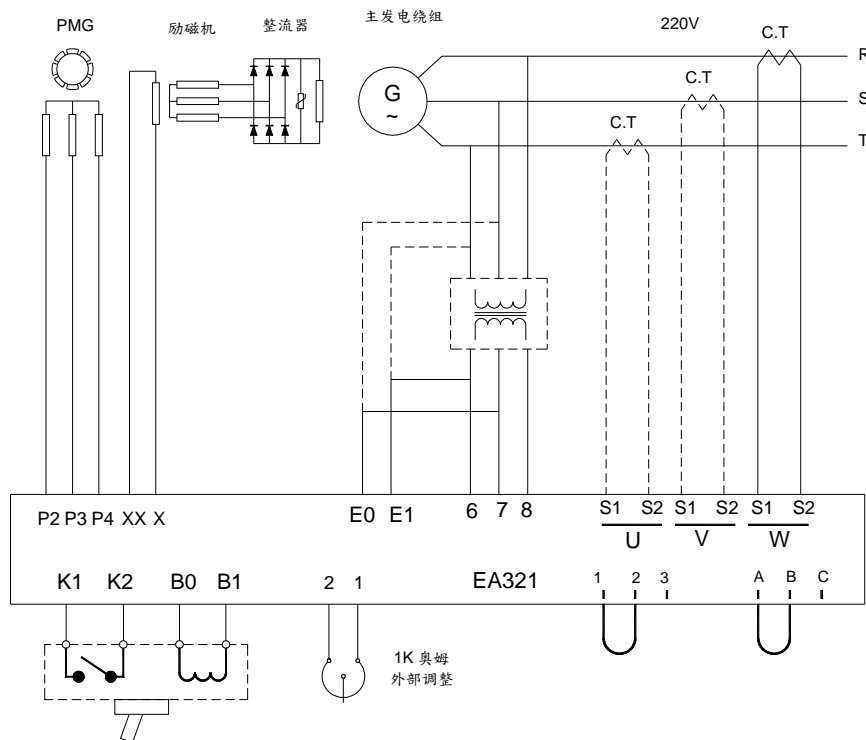 主发电绕组
PMG 励磁机 整流器 220V C.T
R
C.T
G
~
S
C.T
T
P2 P3 P4 XX X E0 E1 6 7 8 S1 S2 S1 S2 S1 S2
U V W
K1 K2 B0 B1 2 1 EA321 1 2 3 A B C
1K 奥姆
外部调整